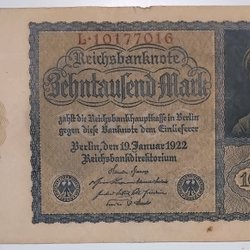 L·10177016
Reichsbanknote
Zehntausend Mark
zahlt die Reichsbankhauptkasse in Berlin
gegen diese Banknote dem Einlieferer
Berlin, den 19. Januar 1922
Reichsbankdirektorium
10